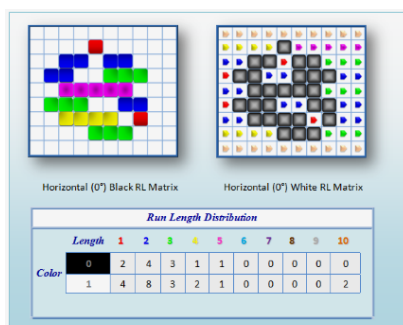 Horizontal (0°) Black RL Matrix
Horizontal (0°) White RL Matrix
Run Length Distribution
Length 1 2 3 4 5 6 7 8 9 10
Color
0 2 4 3 1 1 0 0 0 0 0
1 4 8 3 2 1 0 0 0 0 2